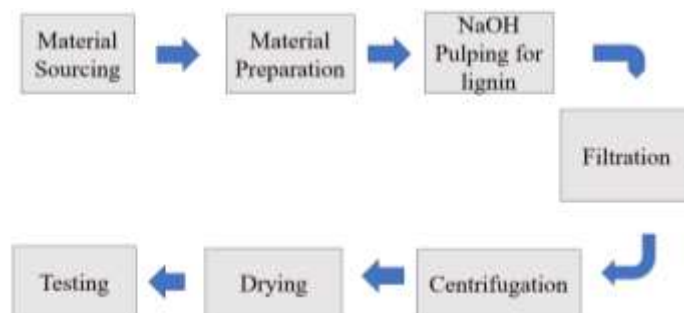 Material
Sourcing
Material
Preparation
NaOH
Pulping for
lignin
Filtration
Centrifugation
Drying
Testing